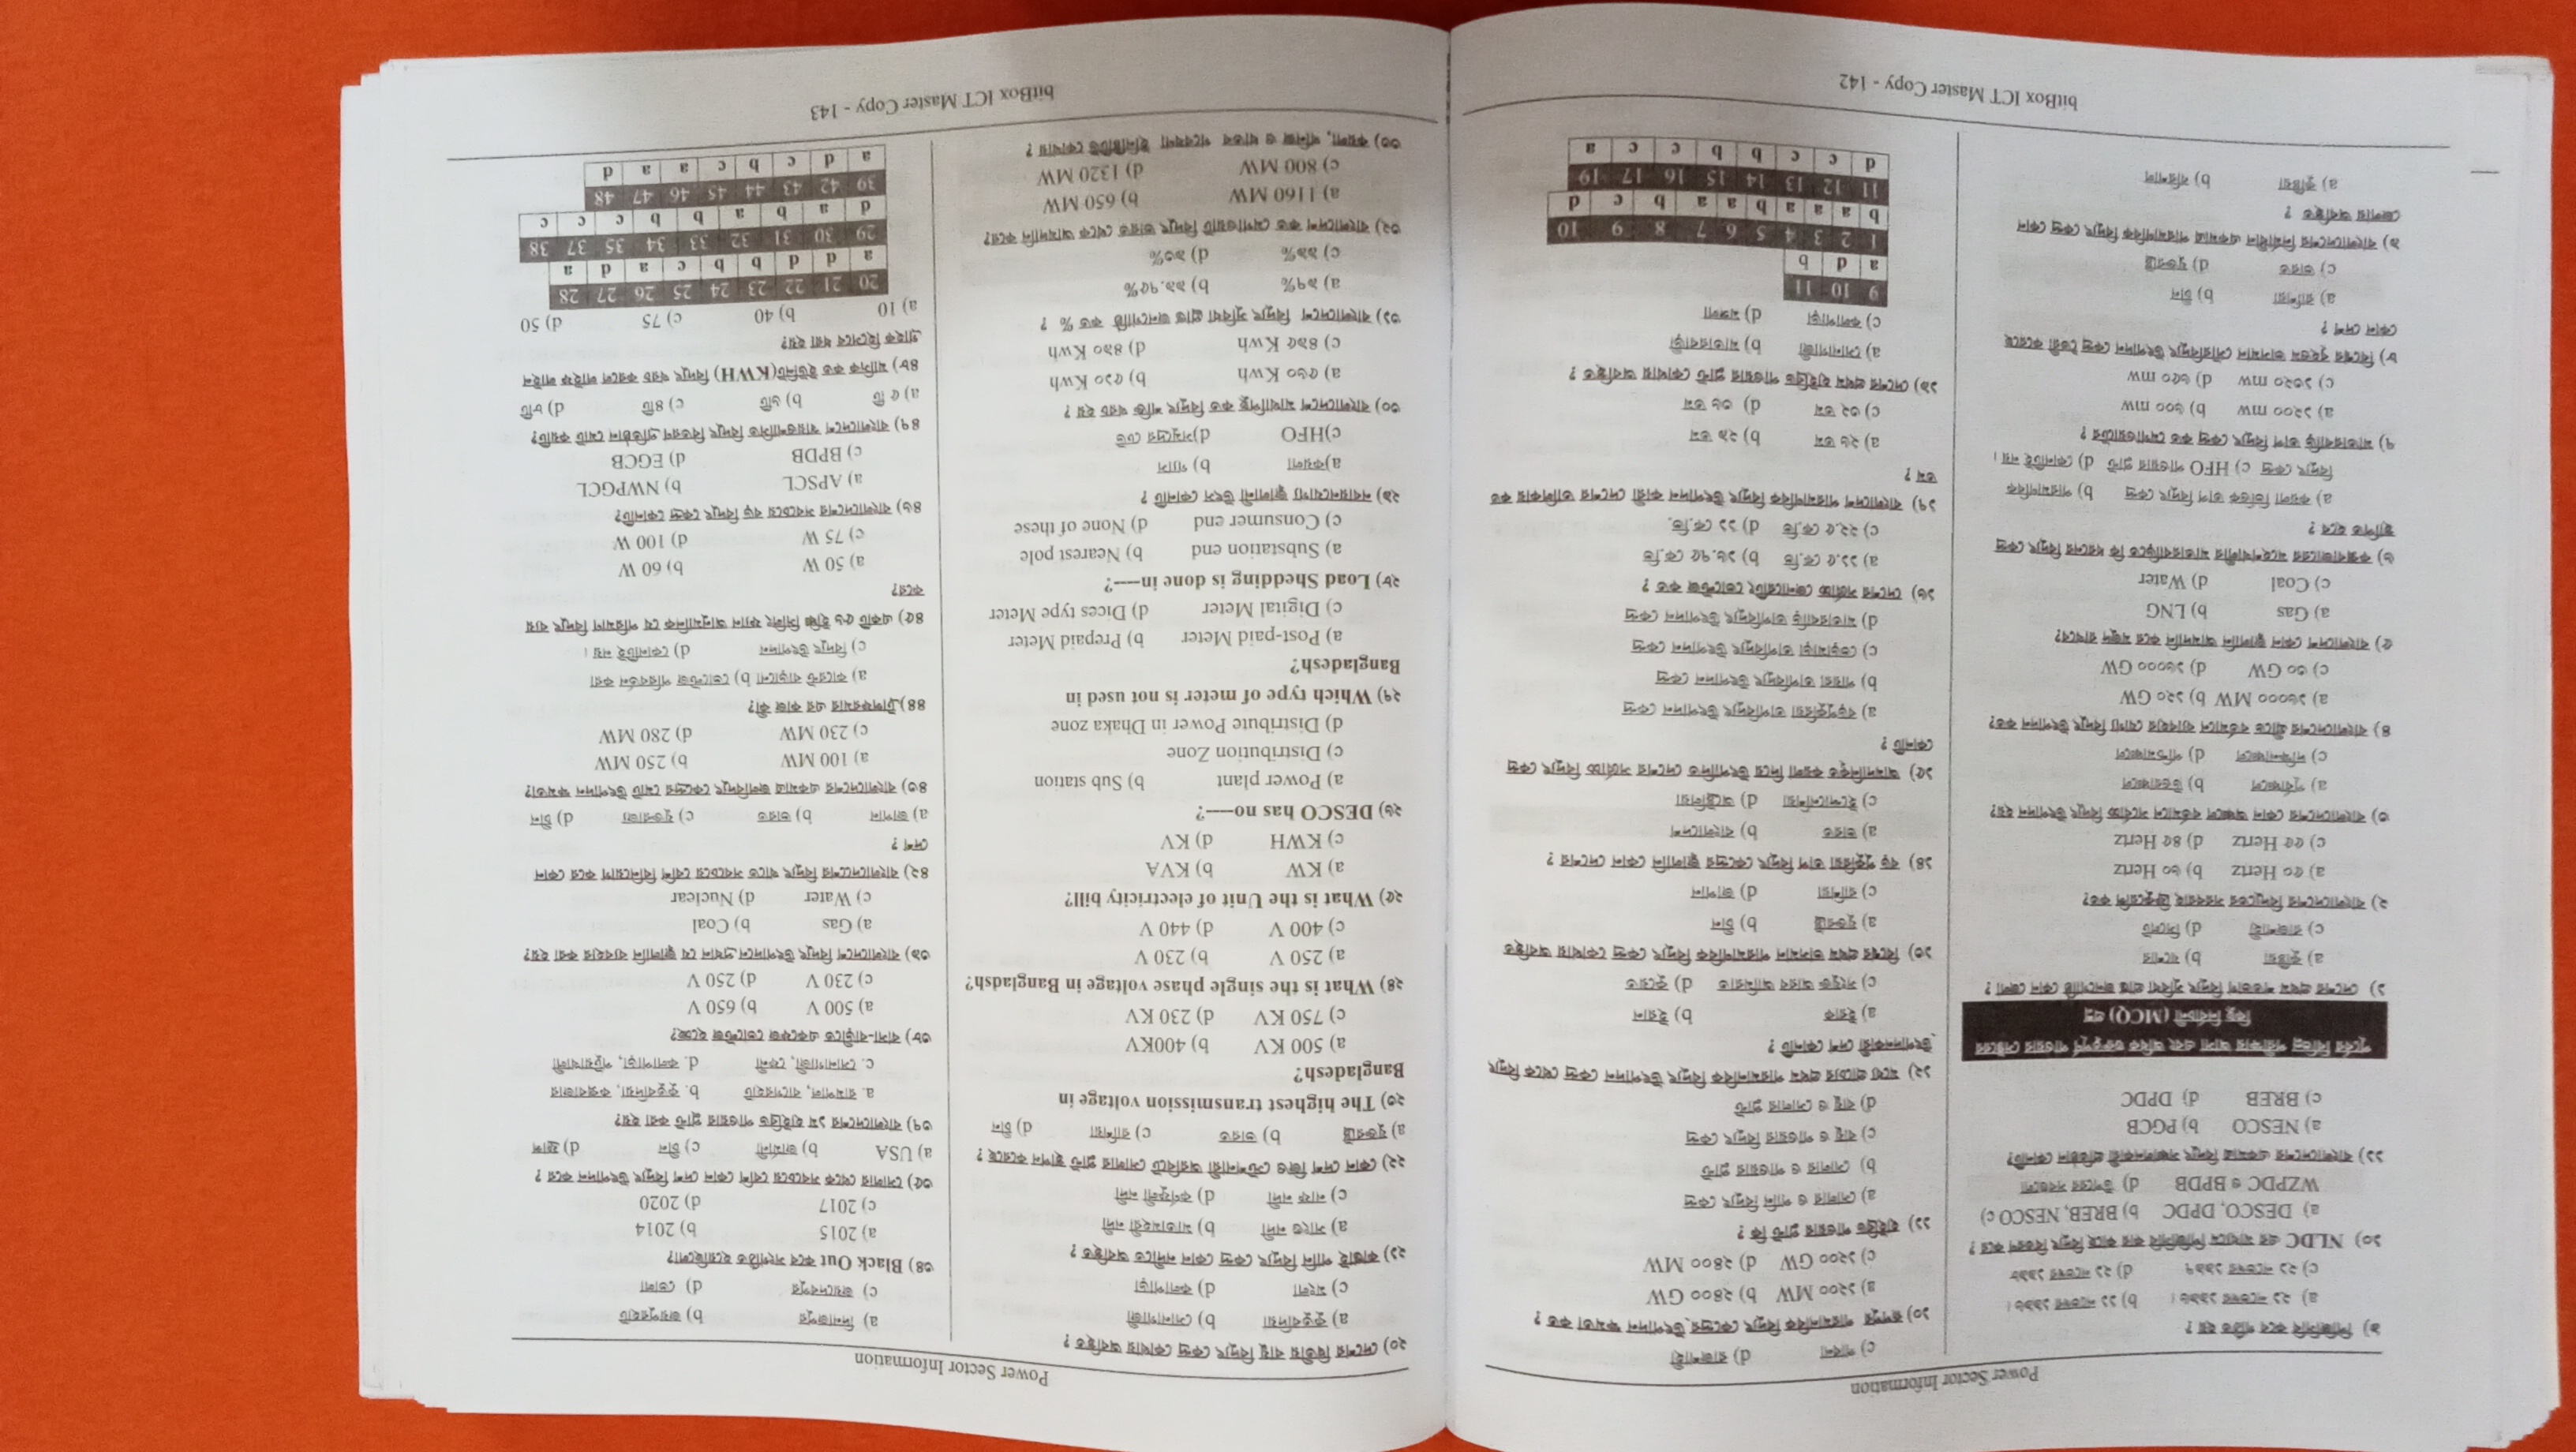 Power Sector Information
৯) পিজিসিবি কবে গঠিত হয় ?
a) ২১ নভেম্বর ১৯৯৬। b) ১১ নভেম্বর ১৯৯৬।
c) ২১ নভেম্বর ১৯৯৭ d) ২১ নভেম্বর ১৯৯৮
১০) NLDC এর মাধ্যমে পিজিসিবি কার কাছে বিদ্যুৎ বিতরণ করে ?
a) DESCO, DPDC b) BREB, NESCO c)
WZPDC ও BPDB d) উপরের সবগুলো
১১) বাংলাদেশের একমাত্র বিদ্যুৎ সঞ্চালনকারী প্রতিষ্ঠান কোনটি?
a) NESCO b) PGCB
c) BREB d) DPDC
পূর্বের বিভিন্ন পরীক্ষায় আসা এবং অধিক গুরুত্বপূর্ণ পাওয়ার সেক্টরের
কিছু নির্বাচনী (MCQ) প্রশ্ন
১) দেশের প্রথম শতভাগ বিদ্যুৎ সুবিধা প্রাপ্ত জনগোষ্ঠি কোন জেলা ?
a) কুষ্টিয়া b) যশোর
c) রাজশাহী d) সিলেট
২) বাংলাদেশের বিদ্যুতের সরবরাহ ফ্রিকুয়েন্সি কত?
a) ৫০ Hertz b) ৬০ Hertz
c) ৫৫ Hertz d) ৪৫ Hertz
৩) বাংলাদেশের কোন অঞ্চলে বর্তমানে সর্বোচ্চ বিদ্যুৎ উৎপাদন হয়?
a) পূর্বাঞ্চলে b) উত্তরাঞ্চলে
c) দক্ষিনাঞ্চলে d) পশ্চিমাঞ্চলে
৪) বাংলাদেশের গ্রীডে বর্তমানে ব্যাবহার যোগ্য বিদ্যুৎ উৎপাদন কত?
a) ১৬০০০ MW b) ১২০ GW
c) ৩০ GW d) ১৬০০০ GW
৫) বাংলাদেশ কোন জ্বালানি আমদানি করে মজুদ রাখবে?
a) Gas b) LNG
c) Coal d) Water
৬) কক্সবাজারের মহেশখালীর মাতারবাড়িতে কি ধরনের বিদ্যুৎ কেন্দ্র
স্থাপিত হবে ?
a) কয়লা ভিত্তিক তাপ বিদ্যুৎ কেন্দ্র b) পারমাণবিক
বিদ্যুৎ কেন্দ্র c) HFO পাওয়ার প্লান্ট d) কোনটিই নয়।
৭) মাতারবাড়ি তাপ বিদ্যুৎ কেন্দ্র কত মেগাওয়াটের ?
a) ১২০০ mw b) ৬০০ mw
c) ১৩২০ mw d) ৬৫০ mw
৮) বিশ্বের বৃহত্তম ভাসমান সৌরবিদ্যুৎ উৎপাদন কেন্দ্র তৈরী করেছে
কোন দেশ ?
a) রাশিয়া b) চীন
c) ভারত d) যুক্তরাষ্ট্র
৯) বাংলাদেশের নির্মাধীন একমাত্র পারমাণবিক বিদ্যুৎ কেন্দ্র কোন
জেলায় অবস্থিত ?
a) কুষ্টিয়া b) বরিশাল
c) পাবনা d) রাজশাহী
১০) রূপপুর পারমানবিক বিদ্যুৎ কেন্দ্রের উৎপাদন ক্ষমতা কত ?
a) ১২০০ MW b) ২৪০০ GW
c) ১২০০ GW d) ২৪০০ MW
১১) হাইব্রিড পাওয়ার প্লান্ট কি ?
a) সোলার ও পানি বিদ্যুৎ কেন্দ্র
b) সোলার ও পাওয়ার প্লান্ট
c) বায়ু ও পাওয়ার বিদ্যুৎ কেন্দ্র
d) বায়ু ও সোলার প্লান্ট
১২) মধ্যে প্রাচ্যের প্রথম পারমানবিক বিদ্যুৎ উৎপাদন কেন্দ্র থেকে বিদ্যুৎ
উৎপাদনকারী দেশ কোনটি ?
a) ইরাক b) ইরান
c) সংযুক্ত আরব আমিরাত d) কুয়েত
১৩) বিশ্বের প্রথম ভাসমান পারমাণবিক বিদ্যুৎ কেন্দ্র কোথায় অবস্থিত
a) যুক্তরাষ্ট্র b) চীন
c) রাশিয়া d) জাপান
১৪) বড় পুকুরিয়া তাপ বিদ্যুৎ কেন্দ্রের জ্বালানি কোন দেশের ?
a) ভারত b) বাংলাদেশ
c) ইন্দোনেশিয়া d) অস্ট্রেলিয়া
১৫) আমদানিকৃত কয়লা দিয়ে উৎপাদিত দেশের সর্বোচ্চ বিদ্যুৎ কেন্দ্র
কোনটি ?
a) বড়পুকুরিয়া তাপবিদ্যুৎ উৎপাদন কেন্দ্র
b) পায়রা তাপবিদ্যুৎ উৎপাদন কেন্দ্র
c) ভেড়ামাড়া তাপবিদ্যুৎ উৎপাদন কেন্দ্র
d) মাতারবাড়ি তাপবিদ্যুৎ উৎপাদন কেন্দ্র
১৬) দেশের সর্বোচ্চ জেনারেটিং ভোল্টেজ কত ?
a) ১১.৫ কে.ভি b) ১৬.৭৫ কে.ভি
c) ২২.৫ কে.ভি d) ১১ কে.ভি.
১৭) বাংলাদেশ পারমাণবিক বিদ্যুৎ উৎপাদন কারী দেশের তালিকায় কত
তম ?
a) ২৬ তম b) ২৯ তম
c) ৩২ তম d) ৩৬ তম
১৯) দেশের প্রথম হাইব্রিড পাওয়ার প্লান্ট কোথায় অবস্থিত ?
a) সোনাগাজী b) মাতারবাড়ী
c) কলাপাড়া d) মঙ্গলা
9 10 11
a d b
1 2 3 4 5 6 7 8 9 10
b a a a b a a b c d
11 12 13 14 15 16 17 19
d c c b b c c a
bitBox ICT Master Copy - 142
Power Sector Information
২০) দেশের দ্বিতীয় বায়ু বিদ্যুৎ কেন্দ্র কোথায় অবস্থিত ?
a) কুতুবদিয়া b) সোনাগাজী
c) মংলা d) কলাপাড়া
২১) কাপ্তাই পানি বিদ্যুৎ কেন্দ্র কোন নদীতে অবস্থিত ?
a) সাংগু নদী b) মাতামহুরী নদী
c) নাফ নদী d) কর্ণফুলী নদী
২২) কোন দেশ জিও স্টেশনারী অরবিটে সোলার প্লান্ট স্থাপন করেছে ?
a) যুক্তরাষ্ট্র b) ভারত c) রাশিয়া d) চীন
২৩) The highest transmission voltage in
Bangladesh?
a) 500 KV b) 400KV
c) 750 KV d) 230 KV
২৪) What is the single phase voltage in Bangladsh?
a) 250 V b) 230 V
c) 400 V d) 440 V
২৫) What is the Unit of electricity bill?
a) KW b) KVA
c) KWH d) KV
২৬) DESCO has no----?
a) Power plant b) Sub station
c) Distribution Zone
d) Distribute Power in Dhaka zone
২৭) Which type of meter is not used in
Bangladesh?
a) Post-paid Meter b) Prepaid Meter
c) Digital Meter d) Dices type Meter
২৮) Load Shedding is done in----?
a) Substation end b) Nearest pole
c) Consumer end d) None of these
২৯) নবায়নযোগ্য জ্বালানী উৎস কোনটি ?
a)কয়লা b) গ্যাস
c)HFO d)সমুদ্রের ঢেউ
৩০) বাংলাদেশে মাথাপিছু কত বিদ্যুৎ শক্তি খরচ হয় ?
a) ৫৬০ Kwh b) ৫১০ Kwh
c) ৪৯৫ Kwh d) ৪৯০ Kwh
৩১) বাংলাদেশে বিদ্যুৎ সুবিধা প্রাপ্ত জনগোষ্ঠি কত % ?
a) ৯৭% b) ৯৯.৭৫%
c) ৯৯% d) ৯৩%
৩২) বাংলাদেশ কত মেগাওয়াট বিদ্যুৎ ভারত থেকে আমদানি করে?
a) 1160 MW b) 650 MW
c) 800 MW d) 1320 MW
৩৩) কয়লা, খনিজ ও ধাতব গবেষণা ইনিষ্টিটিউ কোথায় ?
a) দিনাজপুর b) জয়পুরহাট
c) জয়দেবপুর d) ভোলা
৩৪) Black Out কবে সংগঠিত হয়েছিলো?
a) 2015 b) 2014
c) 2017 d) 2020
৩৫) সোলার থেকে সবচেয়ে বেশি কোন দেশ বিদ্যুৎ উৎপাদন করে ?
a) USA b) জার্মানী c) চীন d) ফ্রান্স
৩৭) বাংলাদেশের ১ম হাইব্রিড পাওয়ার প্লান্ট করা হয়?
a. রামপাল, বাগেরহাট b. কুতুবদিয়া, কক্সবাজার
c. সোনাগাজী, ফেনী d. কলাপাড়া, পটুয়াখালী
৩৮) বাসা-বাড়ীতে একফেজ ভোল্টেজ হচ্ছে?
a) 500 V b) 650 V
c) 230 V d) 250 V
৩৯) বাংলাদেশে বিদ্যুৎ উৎপাদনে প্রধান যে জ্বালানি ব্যবহার করা হয়?
a) Gas b) Coal
c) Water d) Nuclear
৪২) বাংলাদেশের বিদ্যুৎ খাতে সবচেয়ে বেশি বিনিয়োগ করে কোন
দেশ ?
a) জাপান b) ভারত c) যুক্তরাজ্য d) চীন
৪৩) বাংলাদেশের একমাত্র জলবিদ্যুৎ কেন্দ্রের মোট উৎপাদন ক্ষমতা?
a) 100 MW b) 250 MW
c) 230 MW d) 280 MW
৪৪) ট্রান্সফরমার এর কাজ কী?
a) কারেন্ট বাড়ানো b) ভোল্টেজ পরিবর্তন করা
c) বিদ্যুৎ উৎপাদন d) কোনটিই নয়।
৪৫) একটি ৫৬ ইঞ্চি সিলিং ফ্যান আনুমানিক যে পরিমাণ বিদ্যুৎ ব্যয়
করে?
a) 50 W b) 60 W
c) 75 W d) 100 W
৪৬) বাংলাদেশের সবচেয়ে বড় বিদ্যুৎ কেন্দ্র কোনটি?
a) APSCL b) NWPGCL
c) BPDB d) EGCB
৪৭) বাংলাদেশে স্বায়ত্তশাসিত বিদ্যুৎ বিতরণ প্রতিষ্ঠান মোট কয়টি?
a) ৫ টি b) ৬টি c) ৪টি d) ৮টি
৪৮) মাসিক কত ইউনিট(KWH) বিদ্যুৎ খরচ করলে লাইফ লাইন
গ্রাহক হিসেবে ধরা হয়?
a) 10 b) 40 c) 75 d) 50
20 21 22 23 24 25 26 27 28
a d d b b c a d a
29 30 31 32 33 34 35 37 38
d a b a b b c c c
39 42 43 44 45 46 47 48
a d c b c a a d
bitBox ICT Master Copy - 143